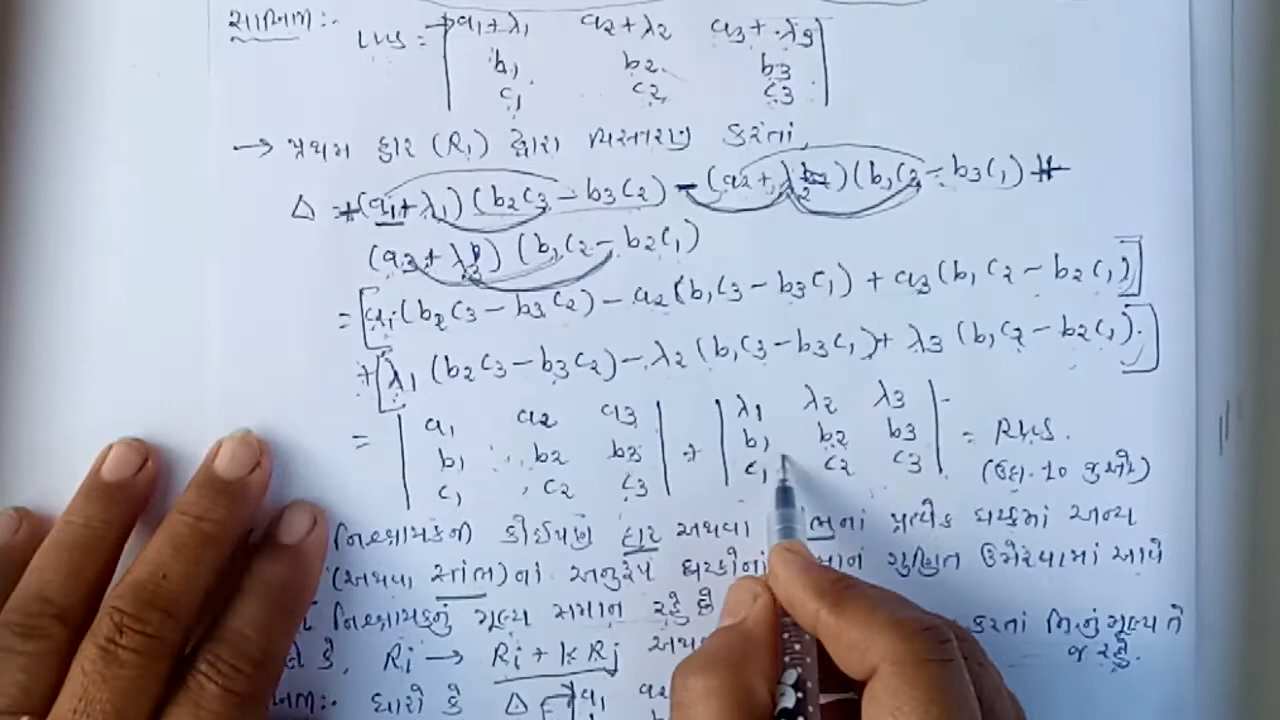 સાબિતી:-
LHS = | a₁+λ₁ a₂+λ₂ a₃+λ₃ |
b₁ b₂ b₃
c₁ c₂ c₃
→ પ્રથમ હાર (R₁) દ્વારા વિસ્તરણ કરતાં,
Δ = +(a₁+λ₁)(b₂c₃ − b₃c₂) − (a₂+λ₂)(b₁c₃ − b₃c₁) +
(a₃+λ₃)(b₁c₂ − b₂c₁)
= [a₁(b₂c₃ − b₃c₂) − a₂(b₁c₃ − b₃c₁) + a₃(b₁c₂ − b₂c₁)]
+ [λ₁(b₂c₃ − b₃c₂) − λ₂(b₁c₃ − b₃c₁) + λ₃(b₁c₂ − b₂c₁)]
= | a₁ a₂ a₃ | + | λ₁ λ₂ λ₃ |
| b₁ b₂ b₃ | | b₁ b₂ b₃ | = RHS.
| c₁ c₂ c₃ | | c₁ c₂ c₃ | (ઉદા. 10 જુઓ)
નિશ્ચાયકની કોઈપણ હાર અથવા પ્રત્યેક ઘટકમાં અન્ય
(અથવા સ્તંભ)નાં અનુરૂપ ઘટકોનાં ગુણિત ઉમેરવામાં આવે
નિશ્ચાયકનું મૂલ્ય સમાન રહે છે
કે, Rᵢ → Rᵢ + kRⱼ કરતાં નિ.નું મૂલ્ય તે
જ રહે.
ધારો કે Δ = | a₁ a₂